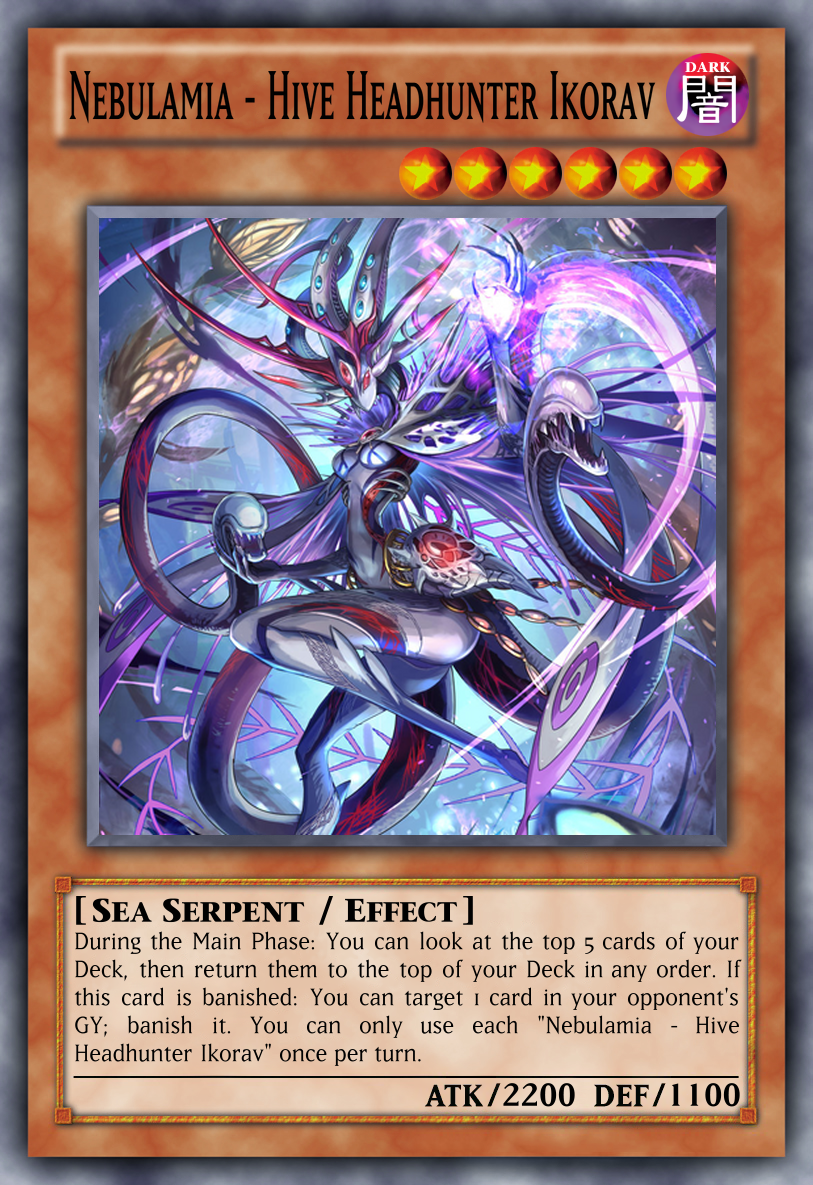 Nebulamia - Hive Headhunter Ikorav
DARK
闇
[ Sea Serpent / Effect ]
During the Main Phase: You can look at the top 5 cards of your
Deck, then return them to the top of your Deck in any order. If
this card is banished: You can target 1 card in your opponent's
GY; banish it. You can only use each "Nebulamia - Hive
Headhunter Ikorav" once per turn.
ATK/2200 DEF/1100